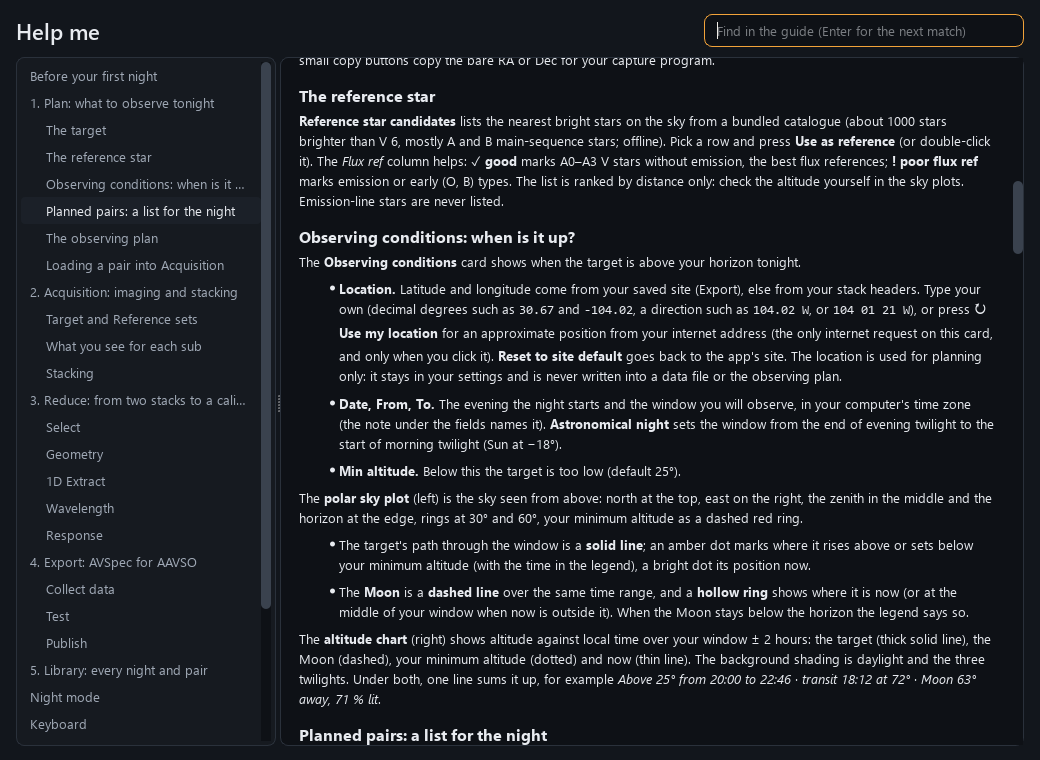 Help me
Find in the guide (Enter for the next match)
Before your first night
1. Plan: what to observe tonight
The target
The reference star
Observing conditions: when is it ...
Planned pairs: a list for the night
The observing plan
Loading a pair into Acquisition
2. Acquisition: imaging and stacking
Target and Reference sets
What you see for each sub
Stacking
3. Reduce: from two stacks to a cali...
Select
Geometry
1D Extract
Wavelength
Response
4. Export: AVSpec for AAVSO
Collect data
Test
Publish
5. Library: every night and pair
Night mode
Keyboard
small copy buttons copy the bare RA or Dec for your capture program.
The reference star
Reference star candidates lists the nearest bright stars on the sky from a bundled catalogue (about 1000 stars
brighter than V 6, mostly A and B main-sequence stars; offline). Pick a row and press Use as reference (or double-click
it). The Flux ref column helps: ✓ good marks A0–A3 V stars without emission, the best flux references; ! poor flux ref
marks emission or early (O, B) types. The list is ranked by distance only: check the altitude yourself in the sky plots.
Emission-line stars are never listed.
Observing conditions: when is it up?
The Observing conditions card shows when the target is above your horizon tonight.
• Location. Latitude and longitude come from your saved site (Export), else from your stack headers. Type your
own (decimal degrees such as 30.67 and -104.02, a direction such as 104.02 W, or 104 01 21 W), or press ↻
Use my location for an approximate position from your internet address (the only internet request on this card,
and only when you click it). Reset to site default goes back to the app's site. The location is used for planning
only: it stays in your settings and is never written into a data file or the observing plan.
• Date, From, To. The evening the night starts and the window you will observe, in your computer's time zone
(the note under the fields names it). Astronomical night sets the window from the end of evening twilight to the
start of morning twilight (Sun at −18°).
• Min altitude. Below this the target is too low (default 25°).
The polar sky plot (left) is the sky seen from above: north at the top, east on the right, the zenith in the middle and the
horizon at the edge, rings at 30° and 60°, your minimum altitude as a dashed red ring.
• The target's path through the window is a solid line; an amber dot marks where it rises above or sets below
your minimum altitude (with the time in the legend), a bright dot its position now.
• The Moon is a dashed line over the same time range, and a hollow ring shows where it is now (or at the
middle of your window when now is outside it). When the Moon stays below the horizon the legend says so.
The altitude chart (right) shows altitude against local time over your window ± 2 hours: the target (thick solid line), the
Moon (dashed), your minimum altitude (dotted) and now (thin line). The background shading is daylight and the three
twilights. Under both, one line sums it up, for example Above 25° from 20:00 to 22:46 · transit 18:12 at 72° · Moon 63°
away, 71 % lit.
Planned pairs: a list for the night